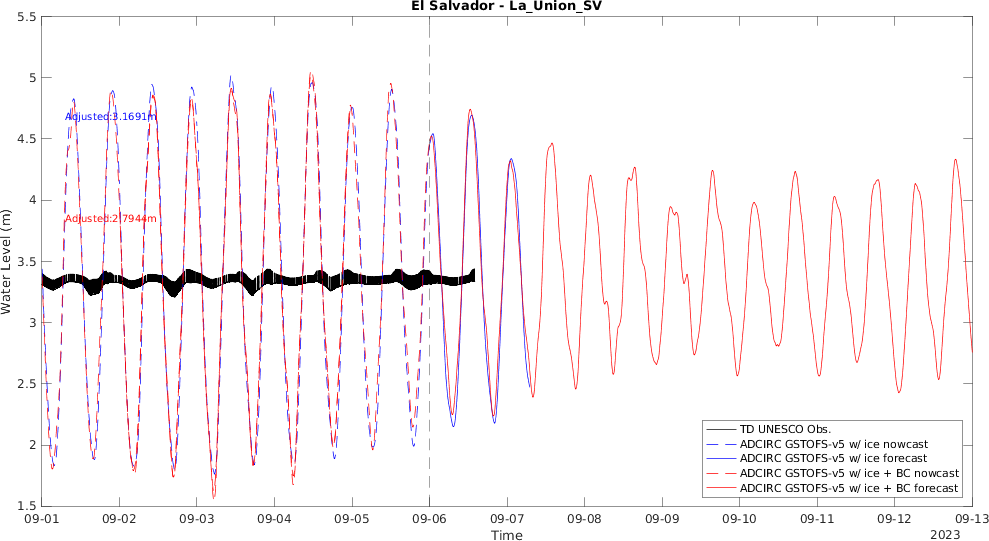 El Salvador - La_Union_SV
Water Level (m)
5.5
5
4.5
4
3.5
3
2.5
2
1.5
Adjusted:3.1691m
Adjusted:2.7944m
TD UNESCO Obs.
ADCIRC GSTOFS-v5 w/ ice nowcast
ADCIRC GSTOFS-v5 w/ ice forecast
ADCIRC GSTOFS-v5 w/ ice + BC nowcast
ADCIRC GSTOFS-v5 w/ ice + BC forecast
09-01 09-02 09-03 09-04 09-05 09-06 09-07 09-08 09-09 09-10 09-11 09-12 09-13
Time
2023